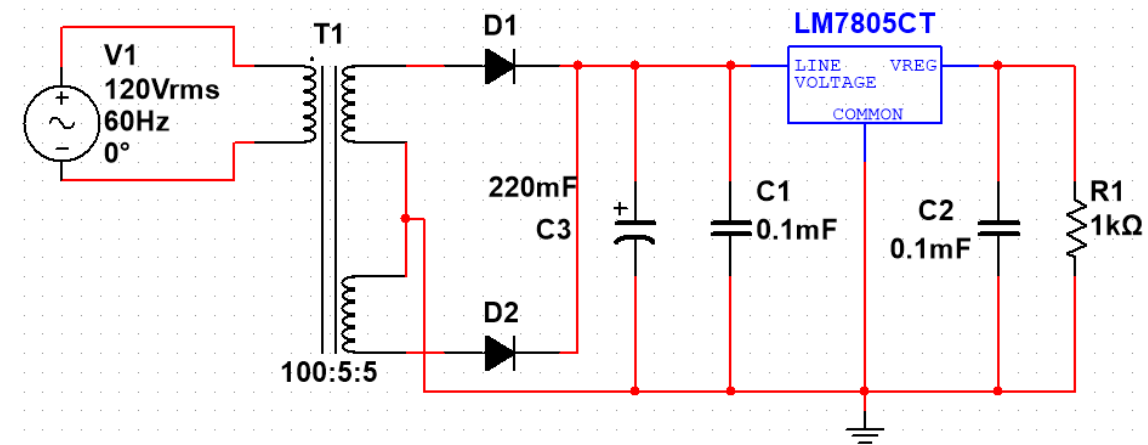 V1
120Vrms
60Hz
0°
T1
100:5:5
D1
D2
220mF
C3
+
C1
0.1mF
LM7805CT
LINE VREG
VOLTAGE
COMMON
C2
0.1mF
R1
1kΩ